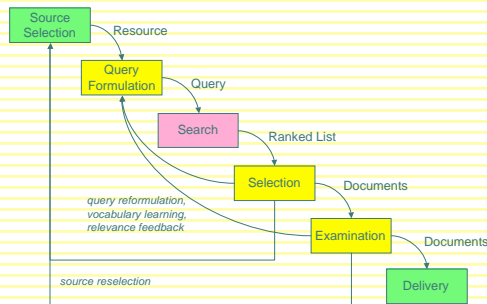 Source
Selection
Resource
Query
Formulation
Query
Search
Ranked List
Selection
Documents
query reformulation,
vocabulary learning,
relevance feedback
Examination
Documents
source reselection
Delivery